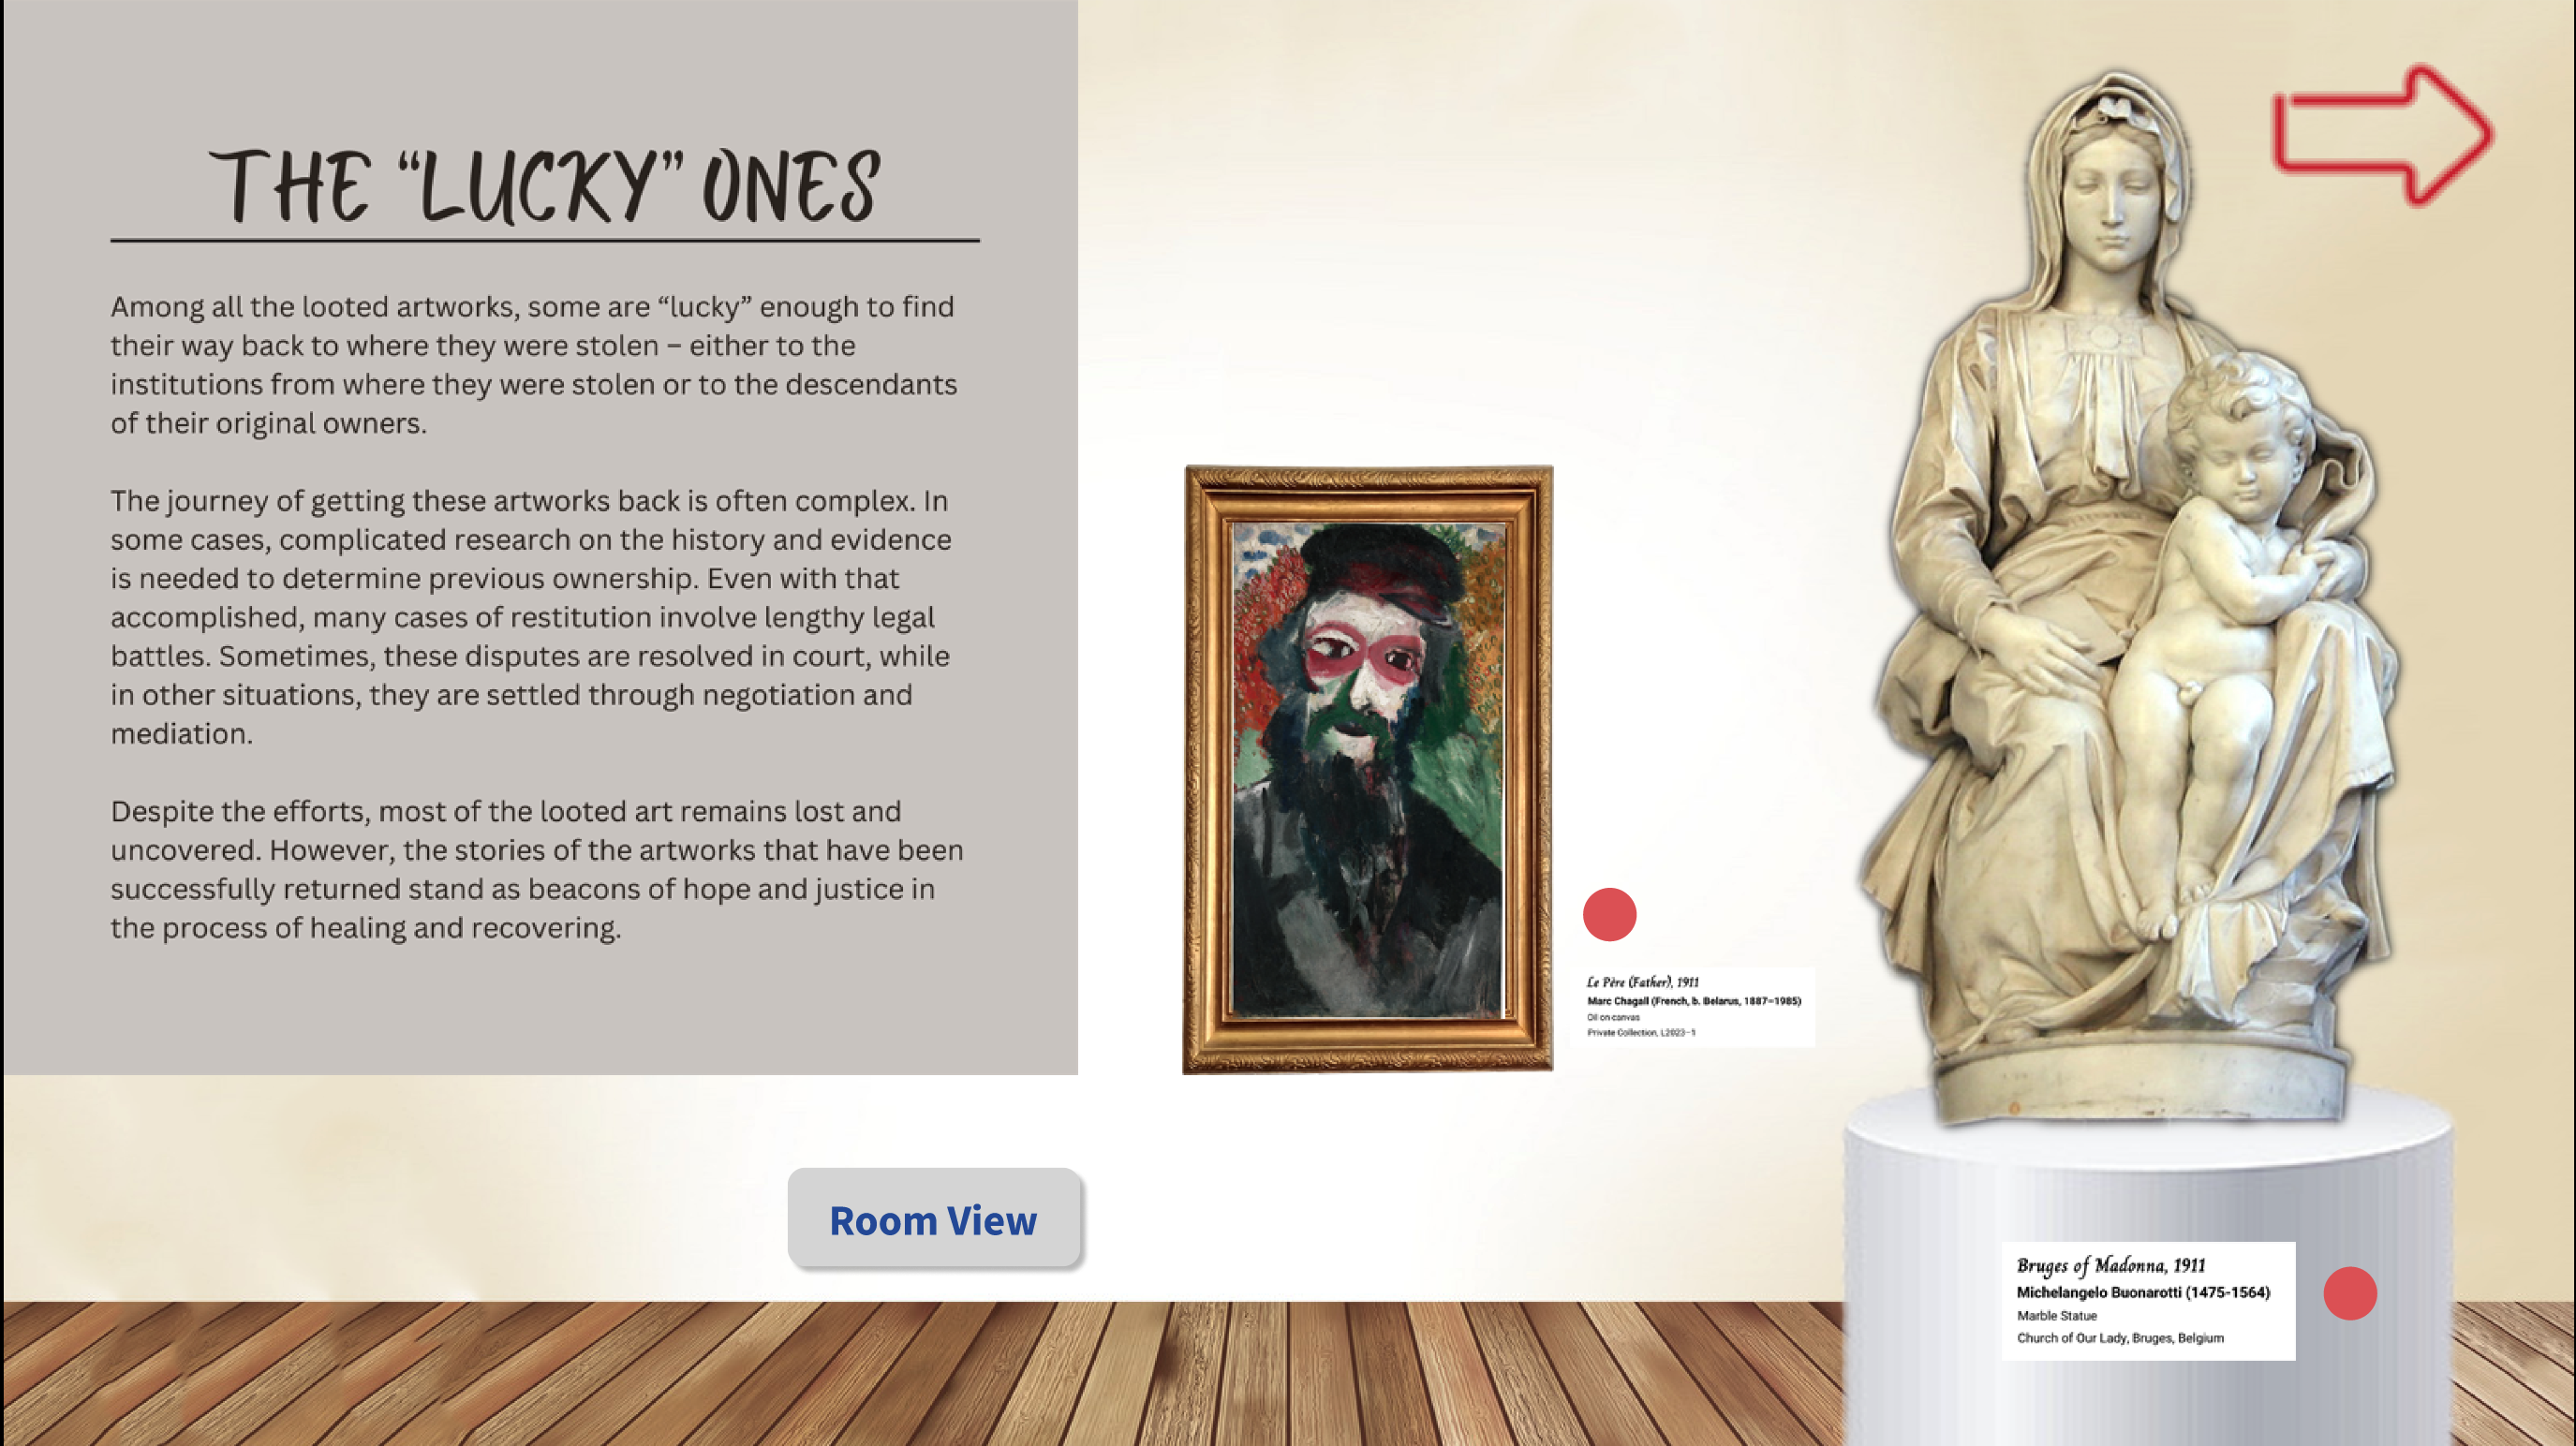 THE “LUCKY” ONES
Among all the looted artworks, some are “lucky” enough to find
their way back to where they were stolen – either to the
institutions from where they were stolen or to the descendants
of their original owners.
The journey of getting these artworks back is often complex. In
some cases, complicated research on the history and evidence
is needed to determine previous ownership. Even with that
accomplished, many cases of restitution involve lengthy legal
battles. Sometimes, these disputes are resolved in court, while
in other situations, they are settled through negotiation and
mediation.
Despite the efforts, most of the looted art remains lost and
uncovered. However, the stories of the artworks that have been
successfully returned stand as beacons of hope and justice in
the process of healing and recovering.
Le Père (Father), 1911
Marc Chagall (French, b. Belarus, 1887–1985)
Oil on canvas
Private Collection, L2023–1
Room View
Bruges of Madonna, 1911
Michelangelo Buonarotti (1475-1564)
Marble Statue
Church of Our Lady, Bruges, Belgium